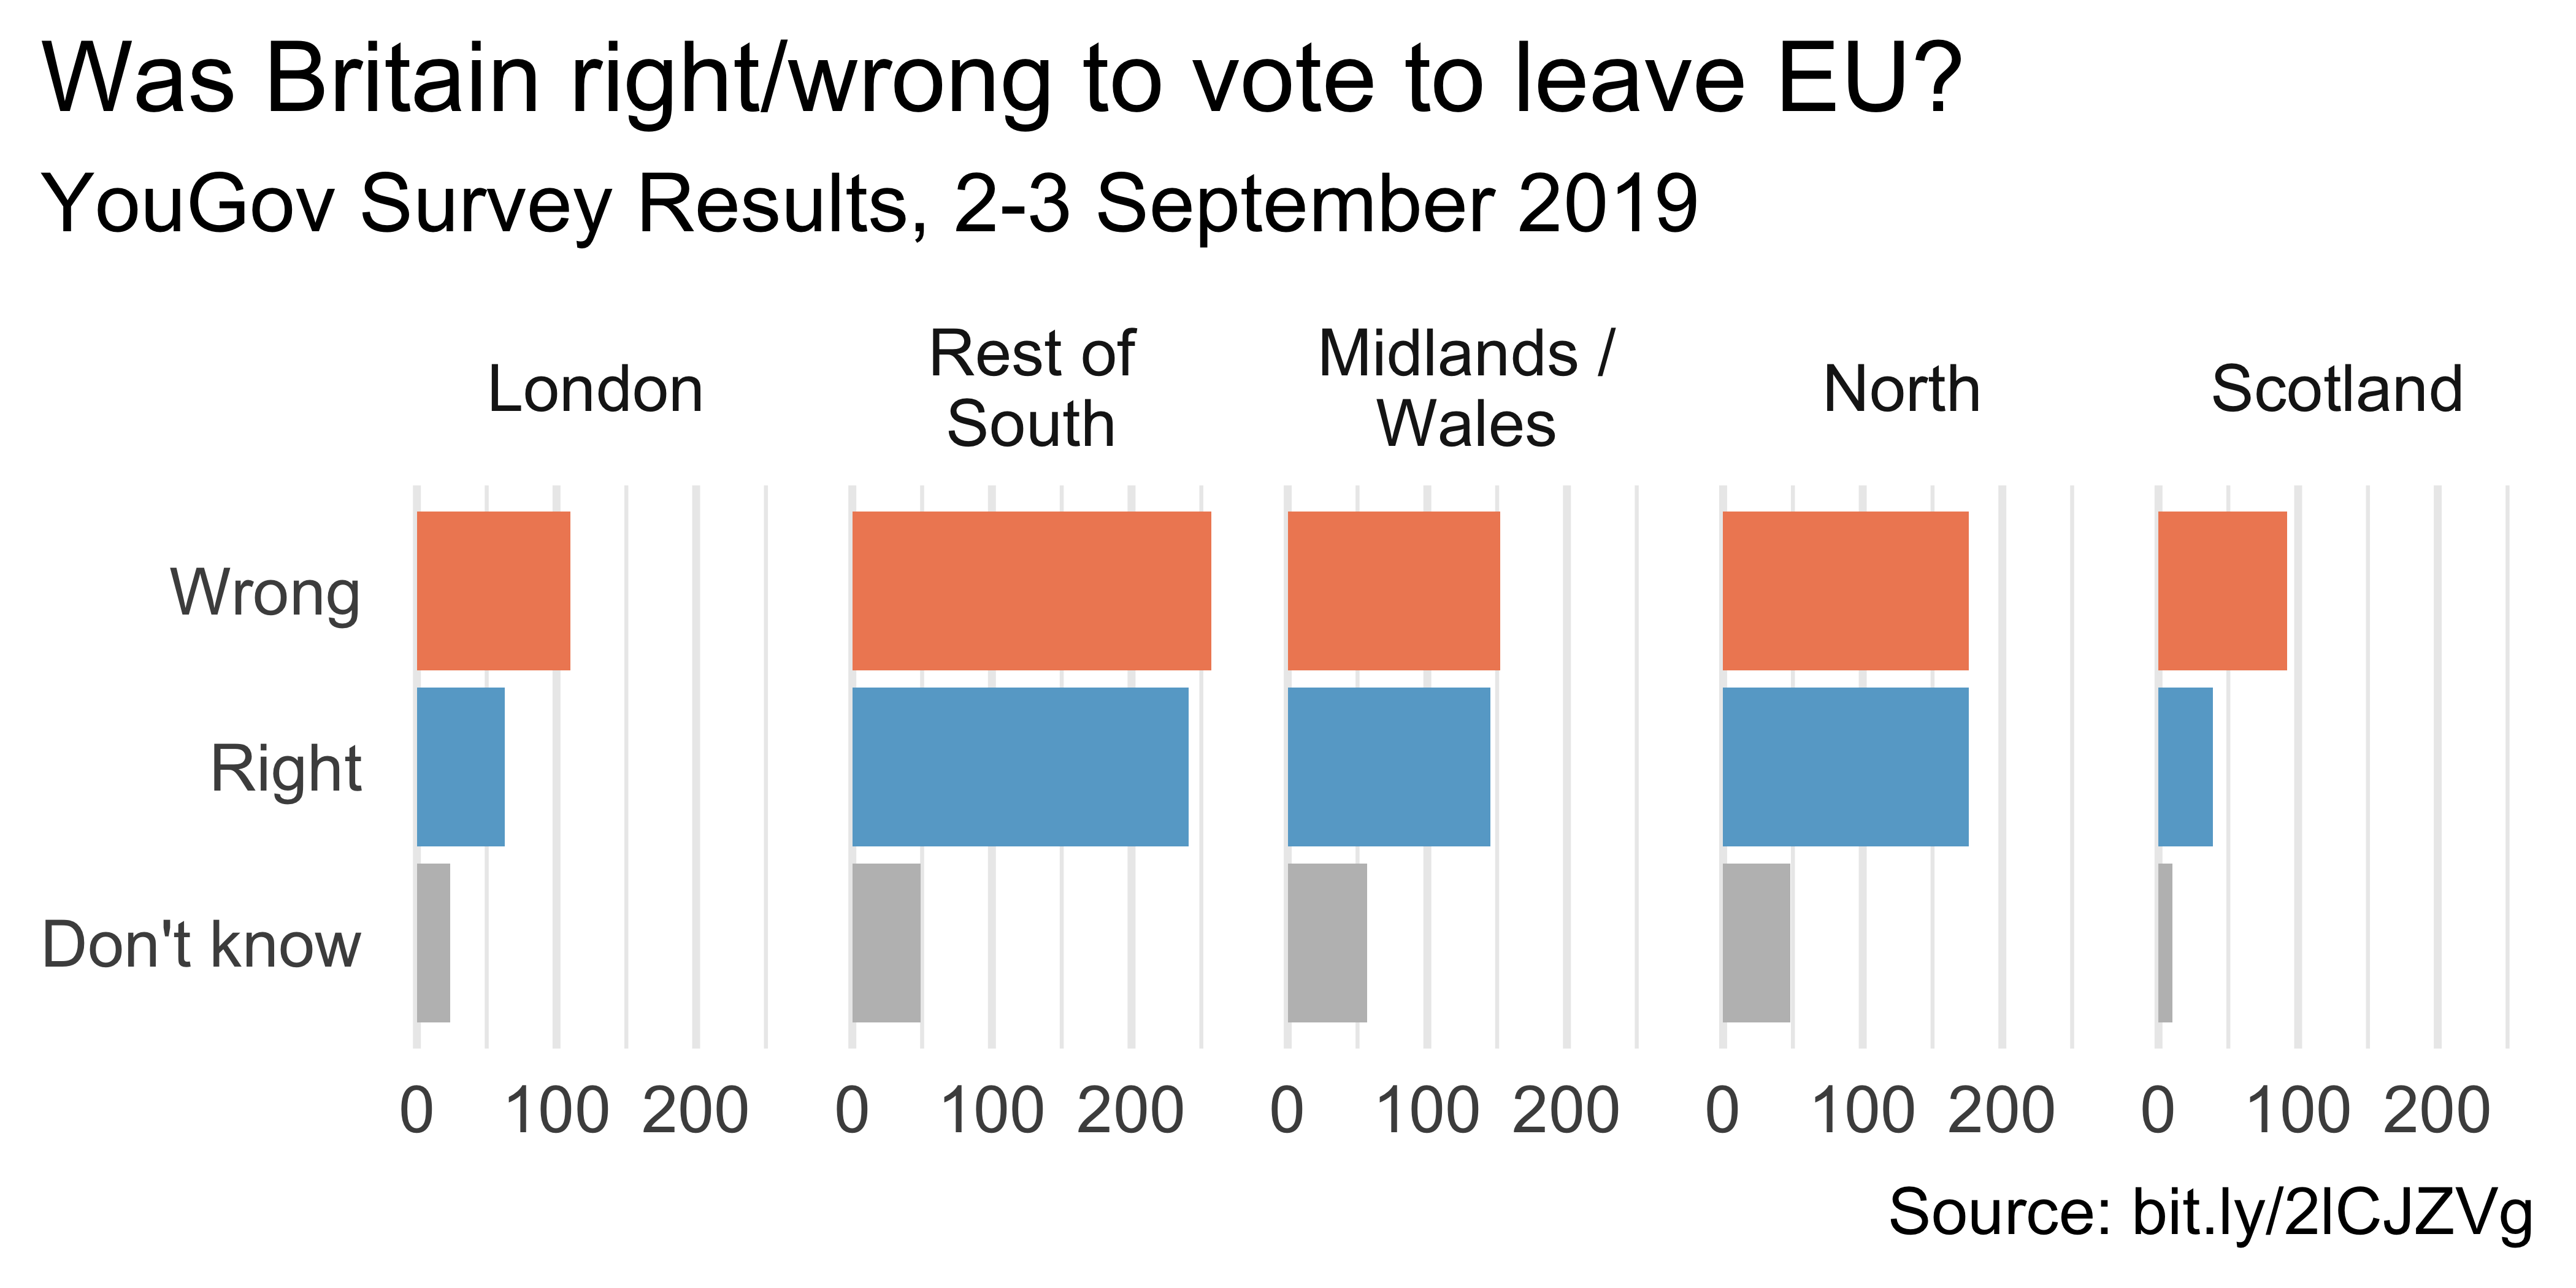 Was Britain right/wrong to vote to leave EU?
YouGov Survey Results, 2-3 September 2019
London
Rest of
South
Midlands /
Wales
North
Scotland
Wrong
Right
Don't know
0 100 200
0 100 200
0 100 200
0 100 200
0 100 200
Source: bit.ly/2lCJZVg